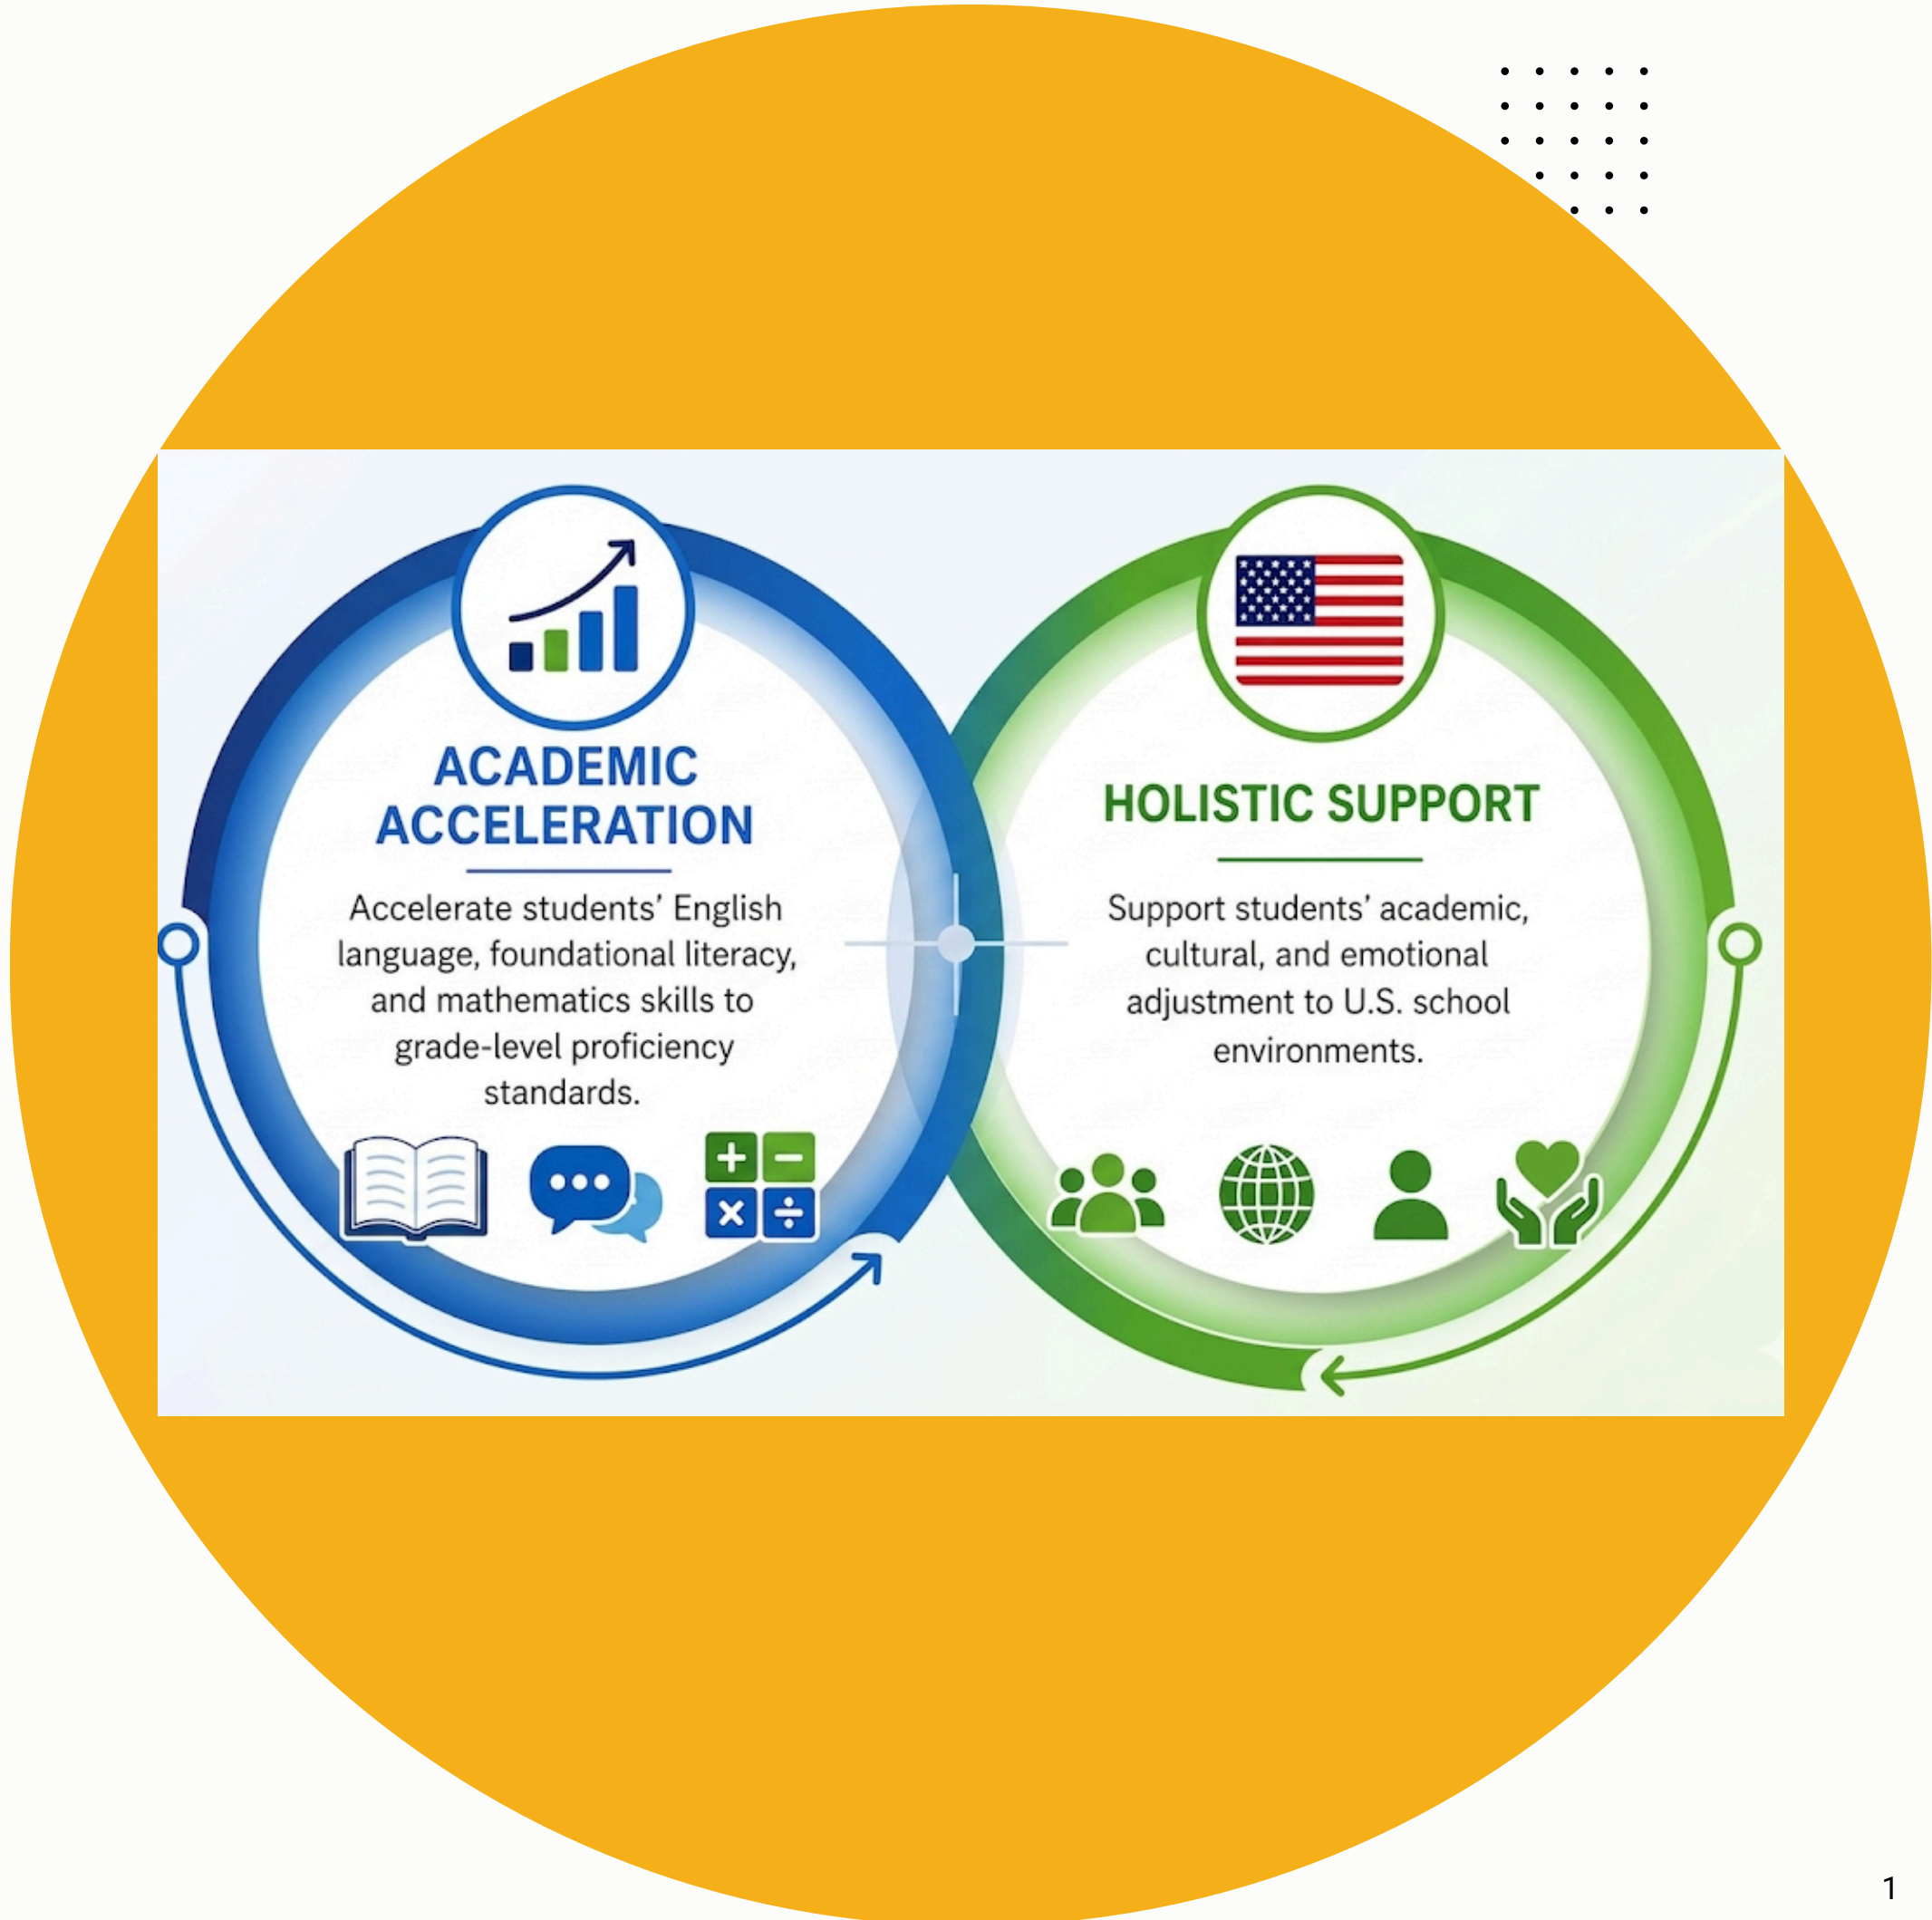 ACADEMIC
ACCELERATION
Accelerate students’ English
language, foundational literacy,
and mathematics skills to
grade-level proficiency
standards.
HOLISTIC SUPPORT
Support students’ academic,
cultural, and emotional
adjustment to U.S. school
environments.
1